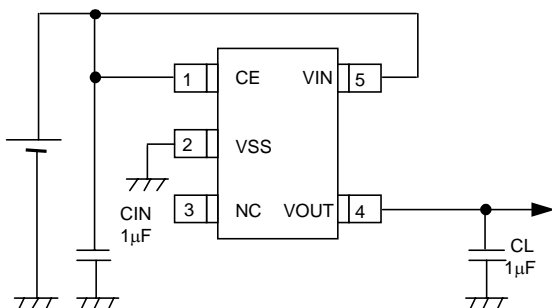 1 CE VIN 5
2 VSS
3 NC VOUT 4
CIN
1μF
CL
1μF